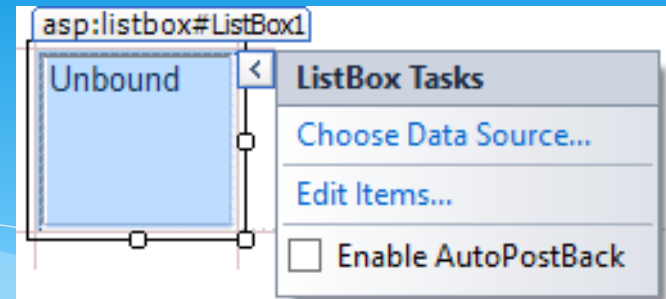 asp:listbox#ListBox1
Unbound
<
ListBox Tasks
Choose Data Source...
Edit Items...
Enable AutoPostBack